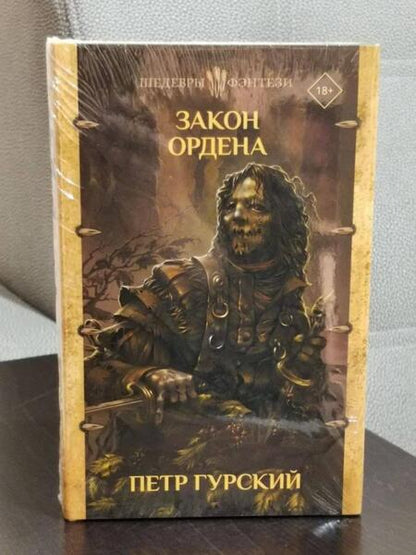 ШЕДЕВРЫ ФЭНТЕЗИ
18+
ЗАКОН
ОРДЕНА
ПЕТР ГУРСКИЙ